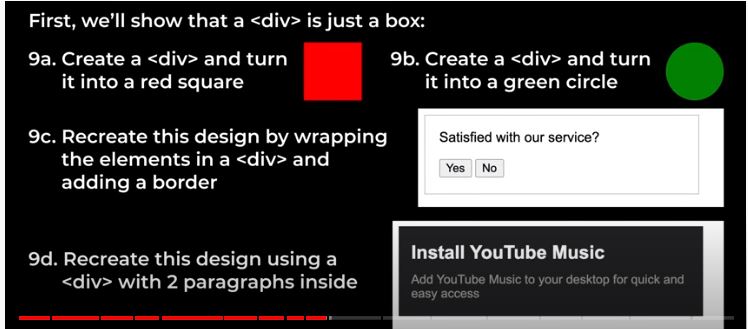 First, we'll show that a <div> is just a box:
9a. Create a <div> and turn
it into a red square
9b. Create a <div> and turn
it into a green circle
9c. Recreate this design by wrapping
the elements in a <div> and
adding a border
Satisfied with our service?
Yes No
9d. Recreate this design using a
<div> with 2 paragraphs inside
Install YouTube Music
Add YouTube Music to your desktop for quick and
easy access